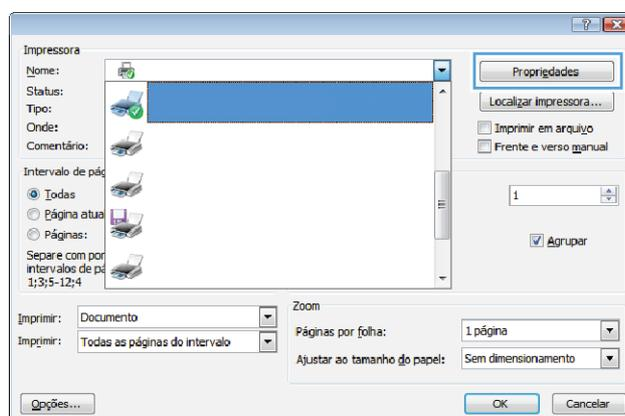 ?
Impressora
Nome:
Propriedades
Status:
Localizar impressora...
Tipo:
Onde:
Imprimir em arquivo
Comentário:
Frente e verso manual
Intervalo de pág
Todas
1
Página atua
Páginas:
Agrupar
Separe com por
intervalos de pá
1;3;5-12;4
Zoom
Imprimir: Documento
Páginas por folha: 1 página
Imprimir: Todas as páginas do intervalo
Ajustar ao tamanho do papel: Sem dimensionamento
Opções...
OK Cancelar